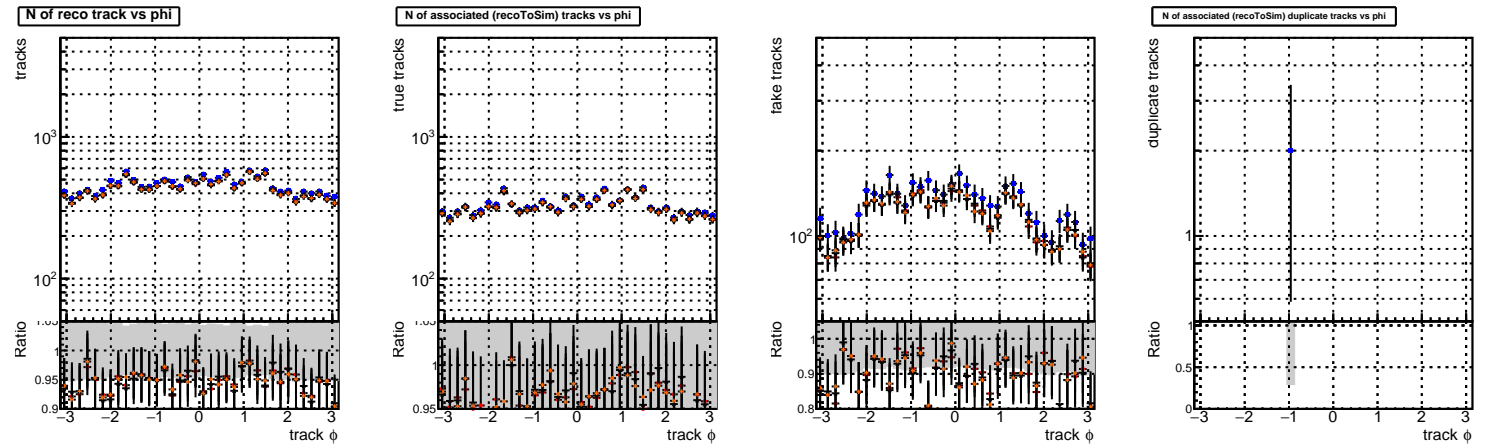 N of reco track vs phi
tracks
10³
10²
Ratio
1.05
1
0.95
0.9
−3 −2 −1 0 1 2 3
track ϕ
N of associated (recoToSim) tracks vs phi
true tracks
10³
10²
Ratio
1
0.95
−3 −2 −1 0 1 2 3
track ϕ
fake tracks
10²
Ratio
1
0.9
0.8
−3 −2 −1 0 1 2 3
track ϕ
N of associated (recoToSim) duplicate tracks vs phi
duplicate tracks
1
Ratio
1
0.5
0
−3 −2 −1 0 1 2 3
track ϕ